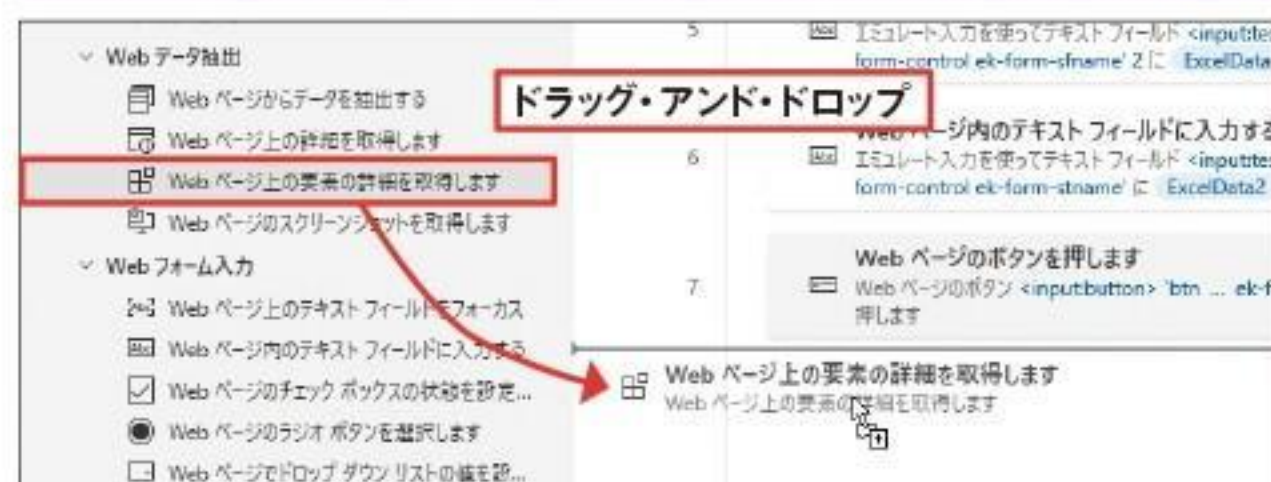 Web データ抽出
Web ページからデータを抽出する
Web ページ上の詳細を取得します
Web ページ上の要素の詳細を取得します
Web ページのスクリーンショットを取得します
Web フォーム入力
Web ページ上のテキスト フィールドをフォーカス
Web ページ内のテキスト フィールドに入力する
Web ページのチェック ボックスの状態を設定...
Web ページのラジオ ボタンを選択します
Web ページでドロップ ダウン リストの値を設...
ドラッグ・アンド・ドロップ
5
エミュレート入力を使ってテキスト フィールド <input:te
form-control ek-form-sfname' 2 に ExcelData
Web ページ内のテキスト フィールドに入力する
6
エミュレート入力を使ってテキスト フィールド <input:te
form-control ek-form-stname' に ExcelData2
Web ページのボタンを押します
7
Web ページのボタン <input:button> 'btn ... ek-f
押します
Web ページ上の要素の詳細を取得します
Web ページ上の要素の詳細を取得します